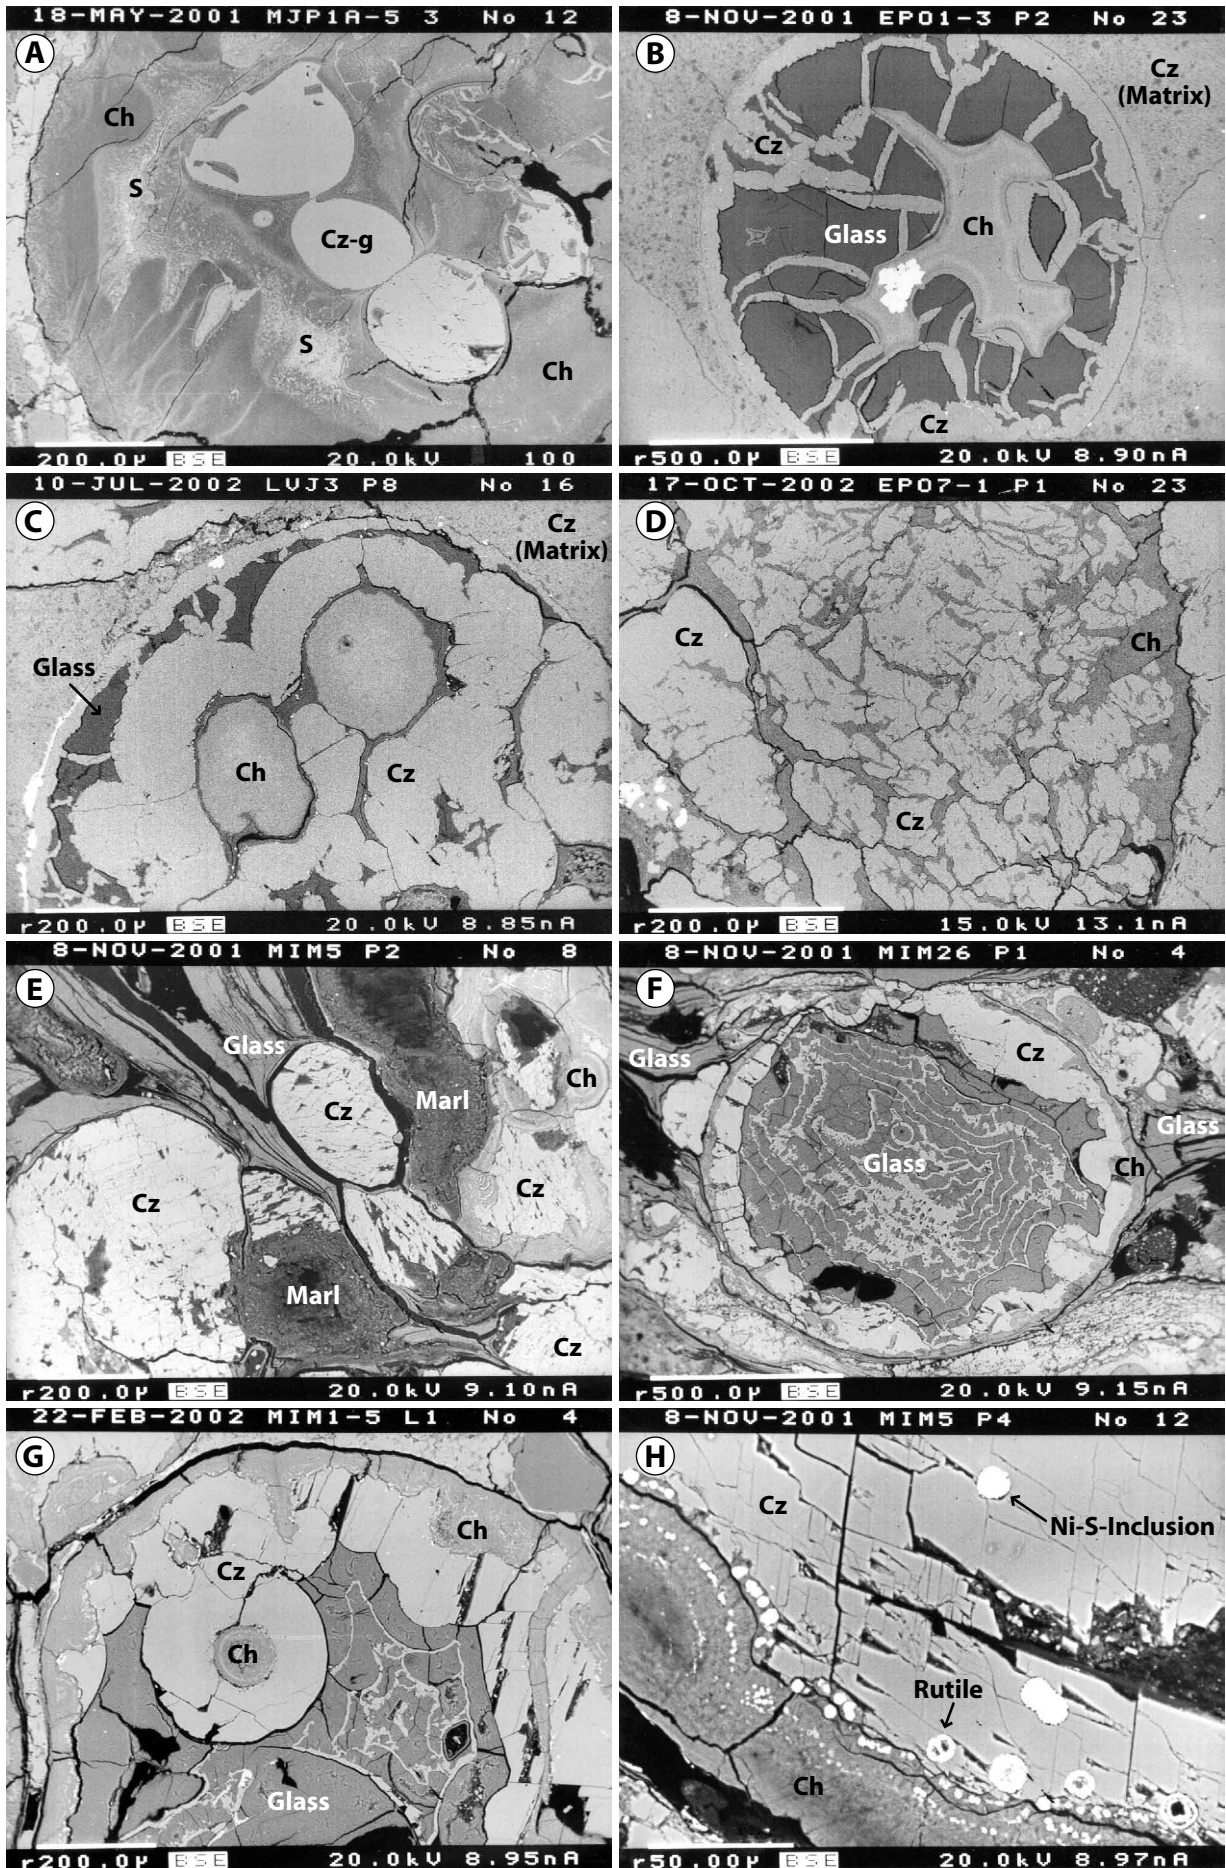 18-MAY-2001 MJP1A-5 3 No 12
A
Ch
S
Cz-g
S
Ch
200.0µ BSE 20.0kV 100
8-NOV-2001 EPO1-3 P2 No 23
B
Cz
(Matrix)
Cz
Glass
Ch
Cz
r500.0µ BSE 20.0kV 8.90nA
10-JUL-2002 LVJ3 P8 No 16
C
Cz
(Matrix)
Glass
Ch
Cz
r200.0µ BSE 20.0kV 8.85nA
17-OCT-2002 EPO7-1 P1 No 23
D
Cz
Ch
Cz
r200.0µ BSE 15.0kV 13.1nA
8-NOV-2001 MIM5 P2 No 8
E
Glass
Cz
Marl
Ch
Cz
Cz
Marl
Cz
r200.0µ BSE 20.0kV 9.10nA
8-NOV-2001 MIM26 P1 No 4
F
Glass
Cz
Glass
Glass
Ch
r500.0µ BSE 20.0kV 9.15nA
22-FEB-2002 MIM1-5 L1 No 4
G
Ch
Cz
Ch
Glass
r200.0µ BSE 20.0kV 8.95nA
8-NOV-2001 MIM5 P4 No 12
H
Cz
Ni-S-Inclusion
Rutile
Ch
r50.00µ BSE 20.0kV 8.97nA